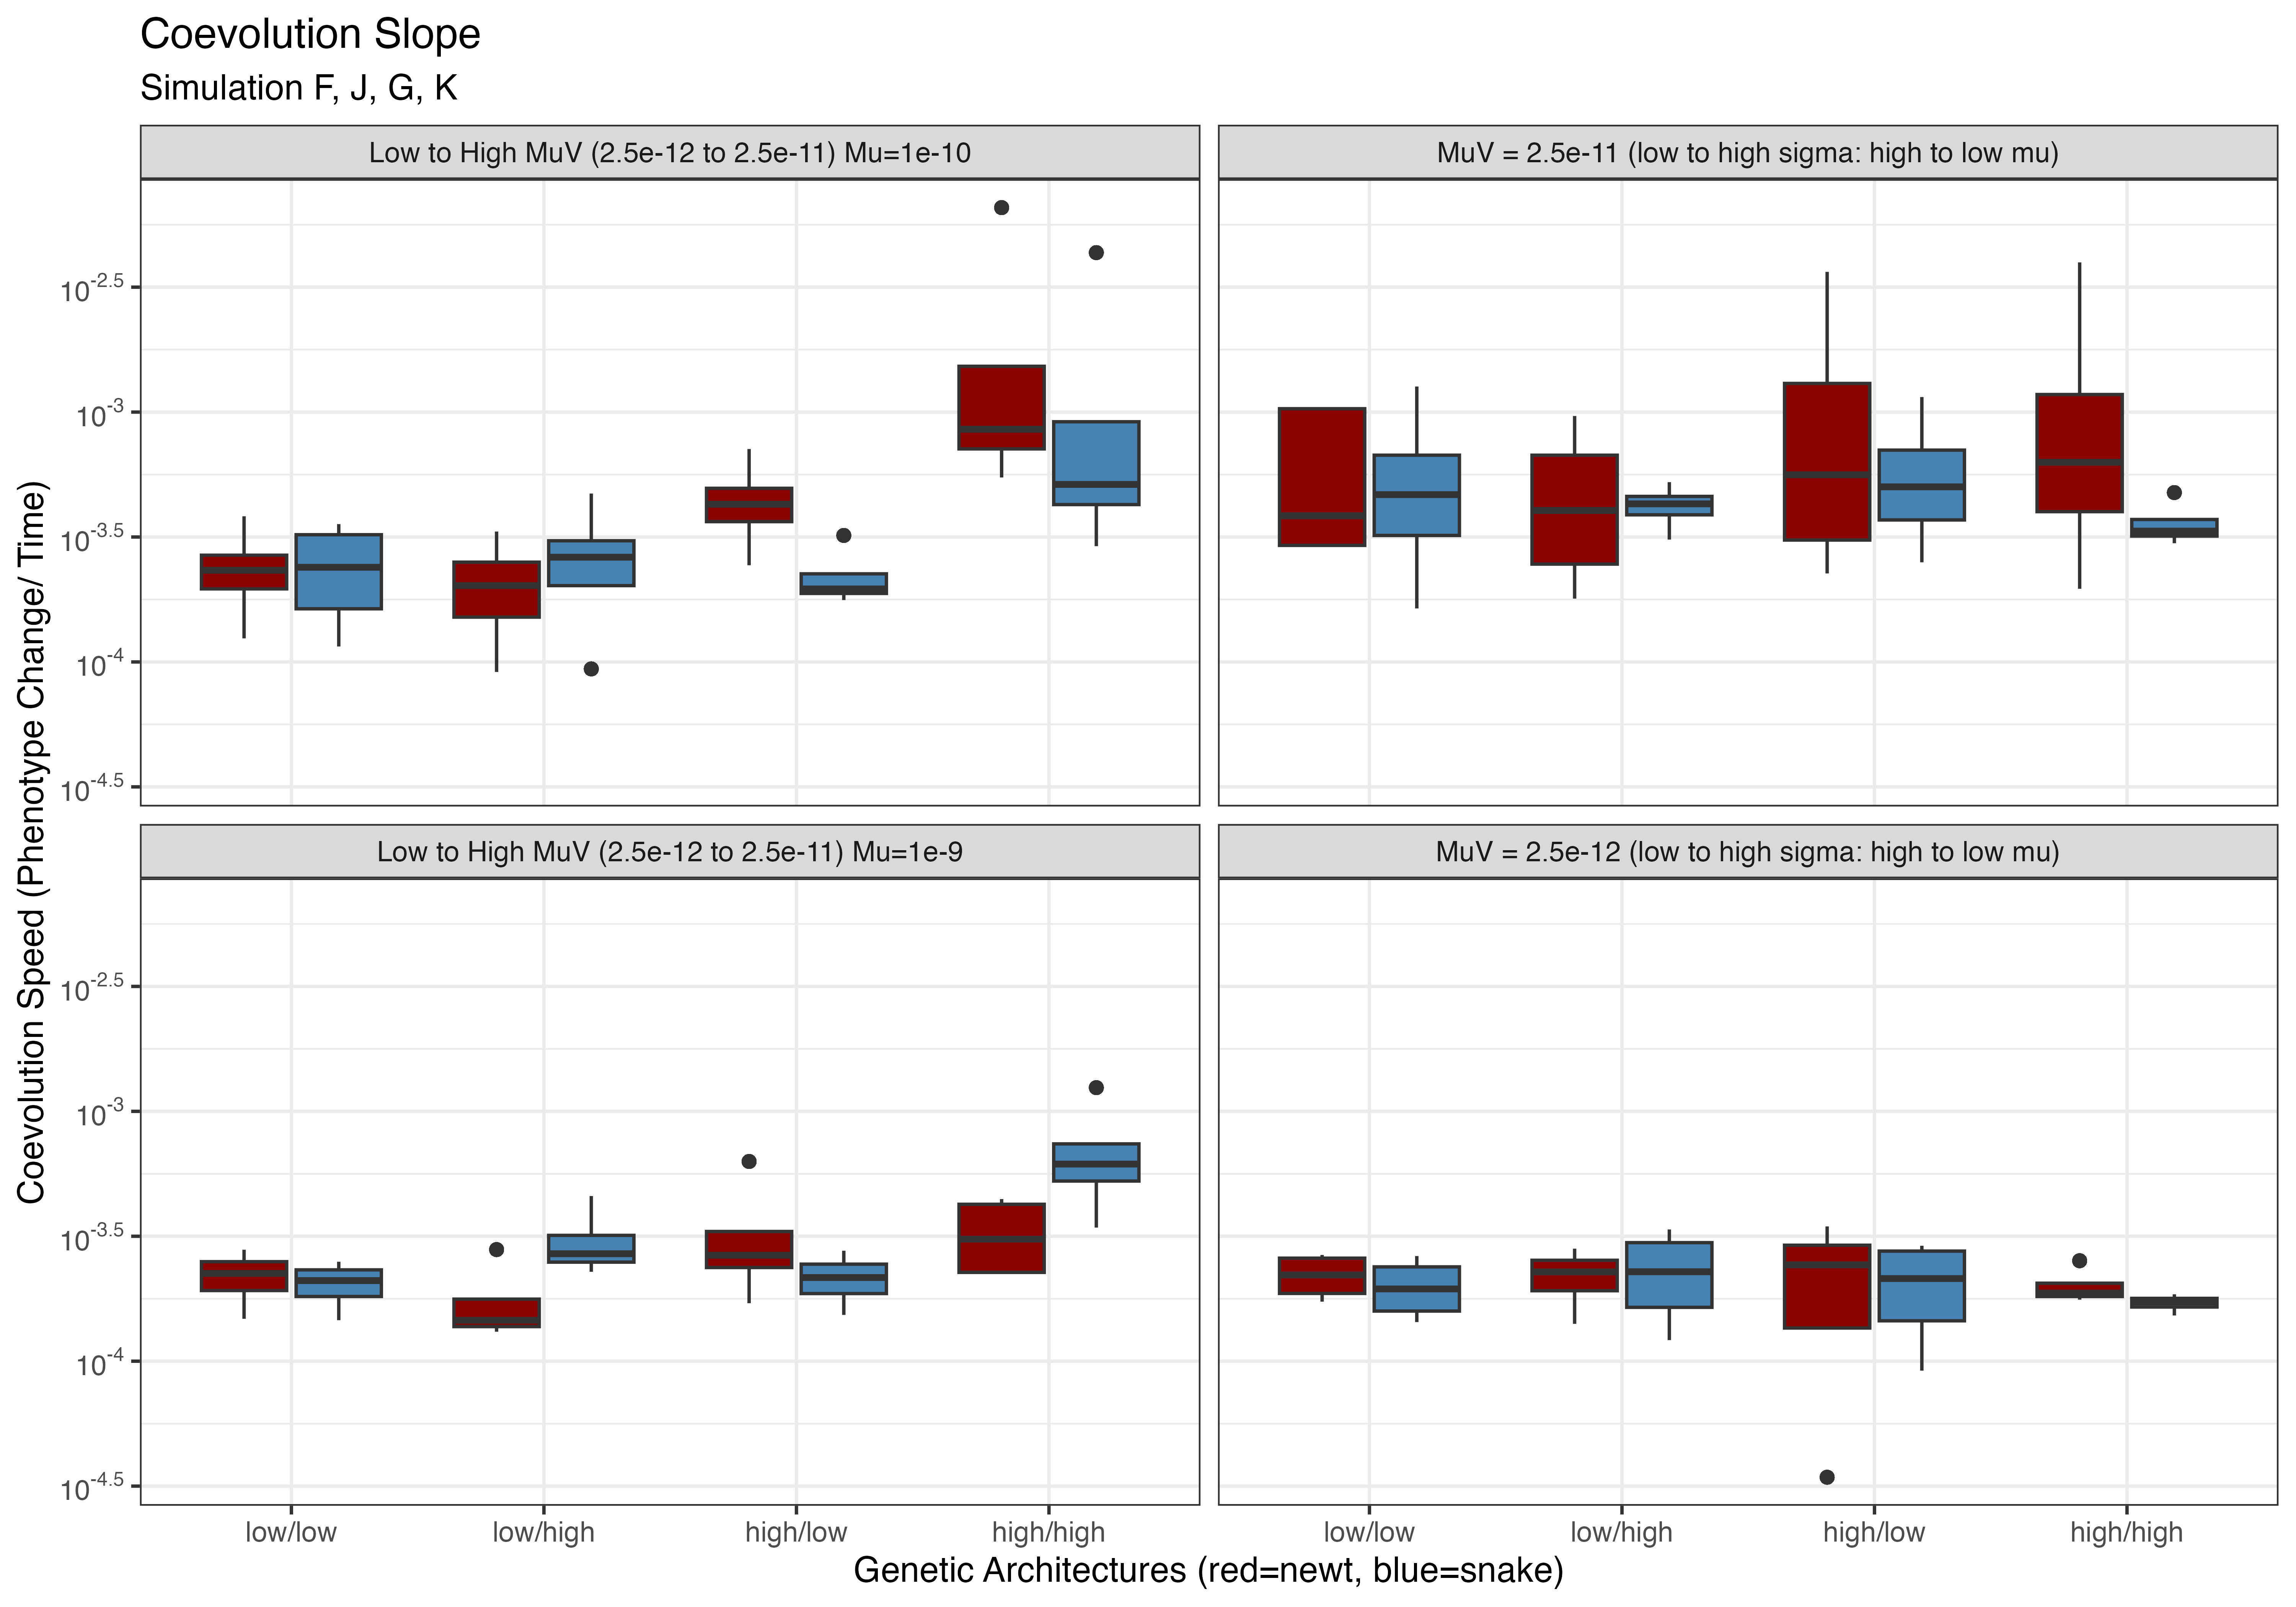 Coevolution Slope
Simulation F, J, G, K
Low to High MuV (2.5e-12 to 2.5e-11) Mu=1e-10
MuV = 2.5e-11 (low to high sigma: high to low mu)
10^-2.5
10^-3
10^-3.5
10^-4
10^-4.5
Low to High MuV (2.5e-12 to 2.5e-11) Mu=1e-9
MuV = 2.5e-12 (low to high sigma: high to low mu)
10^-2.5
10^-3
10^-3.5
10^-4
10^-4.5
Coevolution Speed (Phenotype Change/ Time)
low/low
low/high
high/low
high/high
low/low
low/high
high/low
high/high
Genetic Architectures (red=newt, blue=snake)